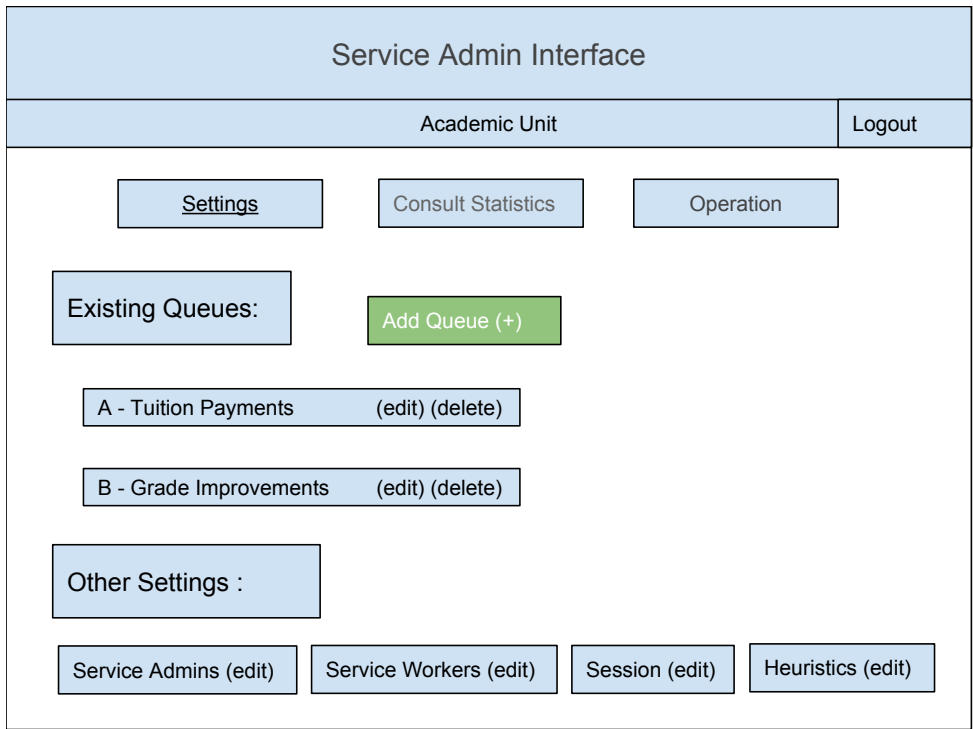 Service Admin Interface
Academic Unit
Logout
Settings
Consult Statistics
Operation
Existing Queues:
Add Queue (+)
A - Tuition Payments (edit) (delete)
B - Grade Improvements (edit) (delete)
Other Settings :
Service Admins (edit)
Service Workers (edit)
Session (edit)
Heuristics (edit)